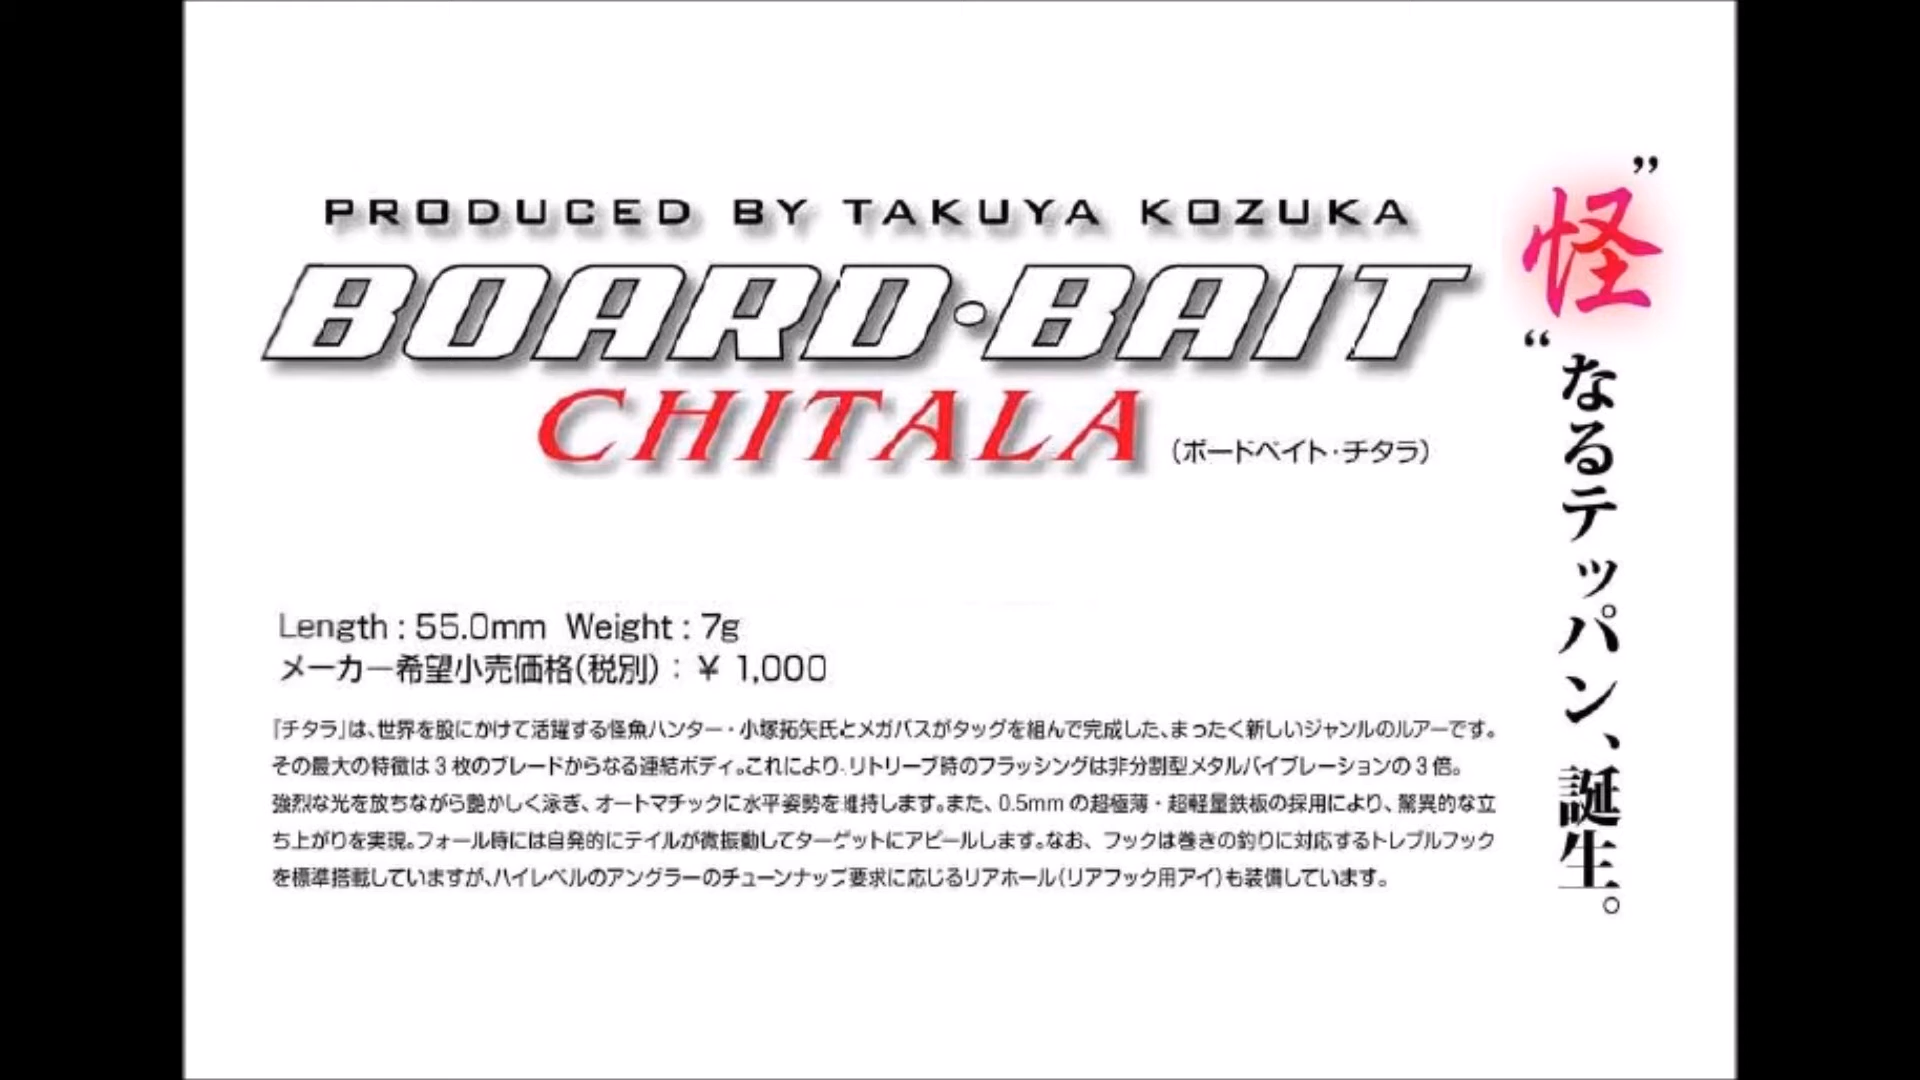 PRODUCED BY TAKUYA KOZUKA
BOARD・BAIT
CHITALA
（ボードベイト・チタラ）
”怪“なるテッパン、誕生。
Length : 55.0mm Weight : 7g
メーカー希望小売価格（税別）：￥ 1,000
『チタラ」は、世界を股にかけて活躍する怪魚ハンター・小塚拓矢氏とメガバスがタッグを組んで完成した、まったく新しいジャンルのルアーです。
その最大の特徴は 3 枚のブレードからなる連結ボディ。これにより、リトリーブ時のフラッシングは非分割型メタルバイブレーションの 3 倍。
強烈な光を放ちながら艶かしく泳ぎ、オートマチックに水平姿勢を維持します。また、0.5mm の超極薄・超軽量鉄板の採用により、驚異的な立
ち上がりを実現。フォール時には自発的にテイルが微振動してターゲットにアピールします。なお、フックは巻きの釣りに対応するトレブルフック
を標準搭載していますが、ハイレベルのアングラーのチューンナップ要求に応じるリアホール（リアフック用アイ）も装備しています。